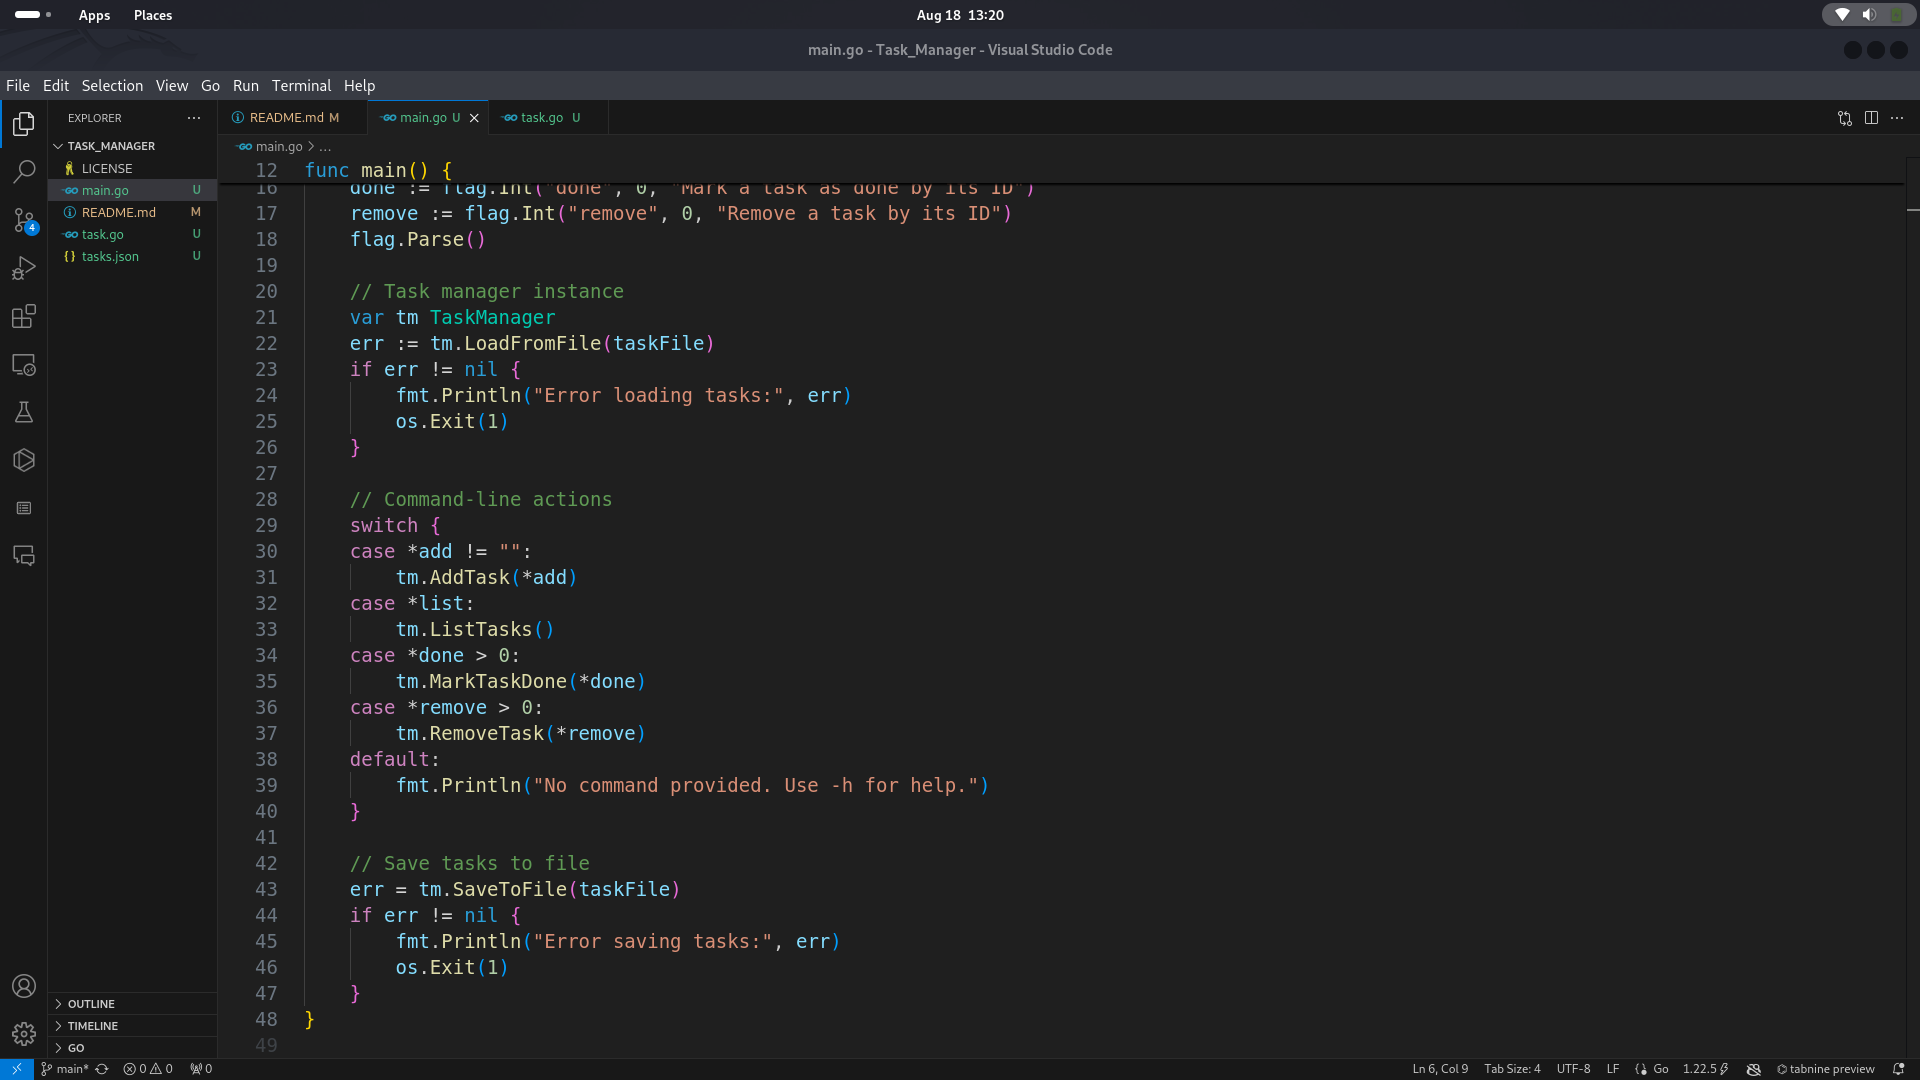 Apps Places Aug 18 13:20
main.go - Task_Manager - Visual Studio Code
File Edit Selection View Go Run Terminal Help
EXPLORER ···
README.md M main.go U task.go U
TASK_MANAGER
LICENSE
main.go U
README.md M
task.go U
tasks.json U
4
main.go > ...
12 func main() {
16 done := flag.Int("done", 0, "Mark a task as done by its ID")
17 remove := flag.Int("remove", 0, "Remove a task by its ID")
18 flag.Parse()
19
20 // Task manager instance
21 var tm TaskManager
22 err := tm.LoadFromFile(taskFile)
23 if err != nil {
24 fmt.Println("Error loading tasks:", err)
25 os.Exit(1)
26 }
27
28 // Command-line actions
29 switch {
30 case *add != "":
31 tm.AddTask(*add)
32 case *list:
33 tm.ListTasks()
34 case *done > 0:
35 tm.MarkTaskDone(*done)
36 case *remove > 0:
37 tm.RemoveTask(*remove)
38 default:
39 fmt.Println("No command provided. Use -h for help.")
40 }
41
42 // Save tasks to file
43 err = tm.SaveToFile(taskFile)
44 if err != nil {
45 fmt.Println("Error saving tasks:", err)
46 os.Exit(1)
47 }
48 }
49
OUTLINE
TIMELINE
GO
main* 0 0 0 Ln 6, Col 9 Tab Size: 4 UTF-8 LF Go 1.22.5 tabnine preview